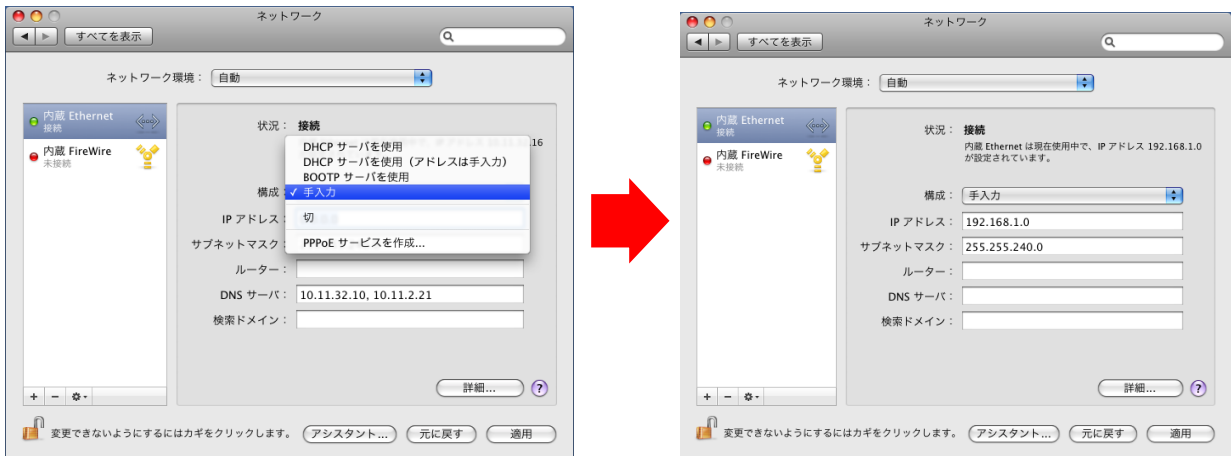 ネットワーク
すべてを表示
ネットワーク環境： 自動
内蔵 Ethernet
接続
内蔵 FireWire
未接続
状況： 接続
16
DHCP サーバを使用
DHCP サーバを使用（アドレスは手入力）
BOOTP サーバを使用
構成： ✓ 手入力
IP アドレス： 切
サブネットマスク： PPPoE サービスを作成...
ルーター：
DNS サーバ： 10.11.32.10, 10.11.2.21
検索ドメイン：
詳細... ?
変更できないようにするにはカギをクリックします。 アシスタント... 元に戻す 適用
ネットワーク
すべてを表示
ネットワーク環境： 自動
内蔵 Ethernet
接続
内蔵 FireWire
未接続
状況： 接続
内蔵 Ethernet は現在使用中で、IP アドレス 192.168.1.0
が設定されています。
構成： 手入力
IP アドレス： 192.168.1.0
サブネットマスク： 255.255.240.0
ルーター：
DNS サーバ：
検索ドメイン：
詳細... ?
変更できないようにするにはカギをクリックします。 アシスタント... 元に戻す 適用